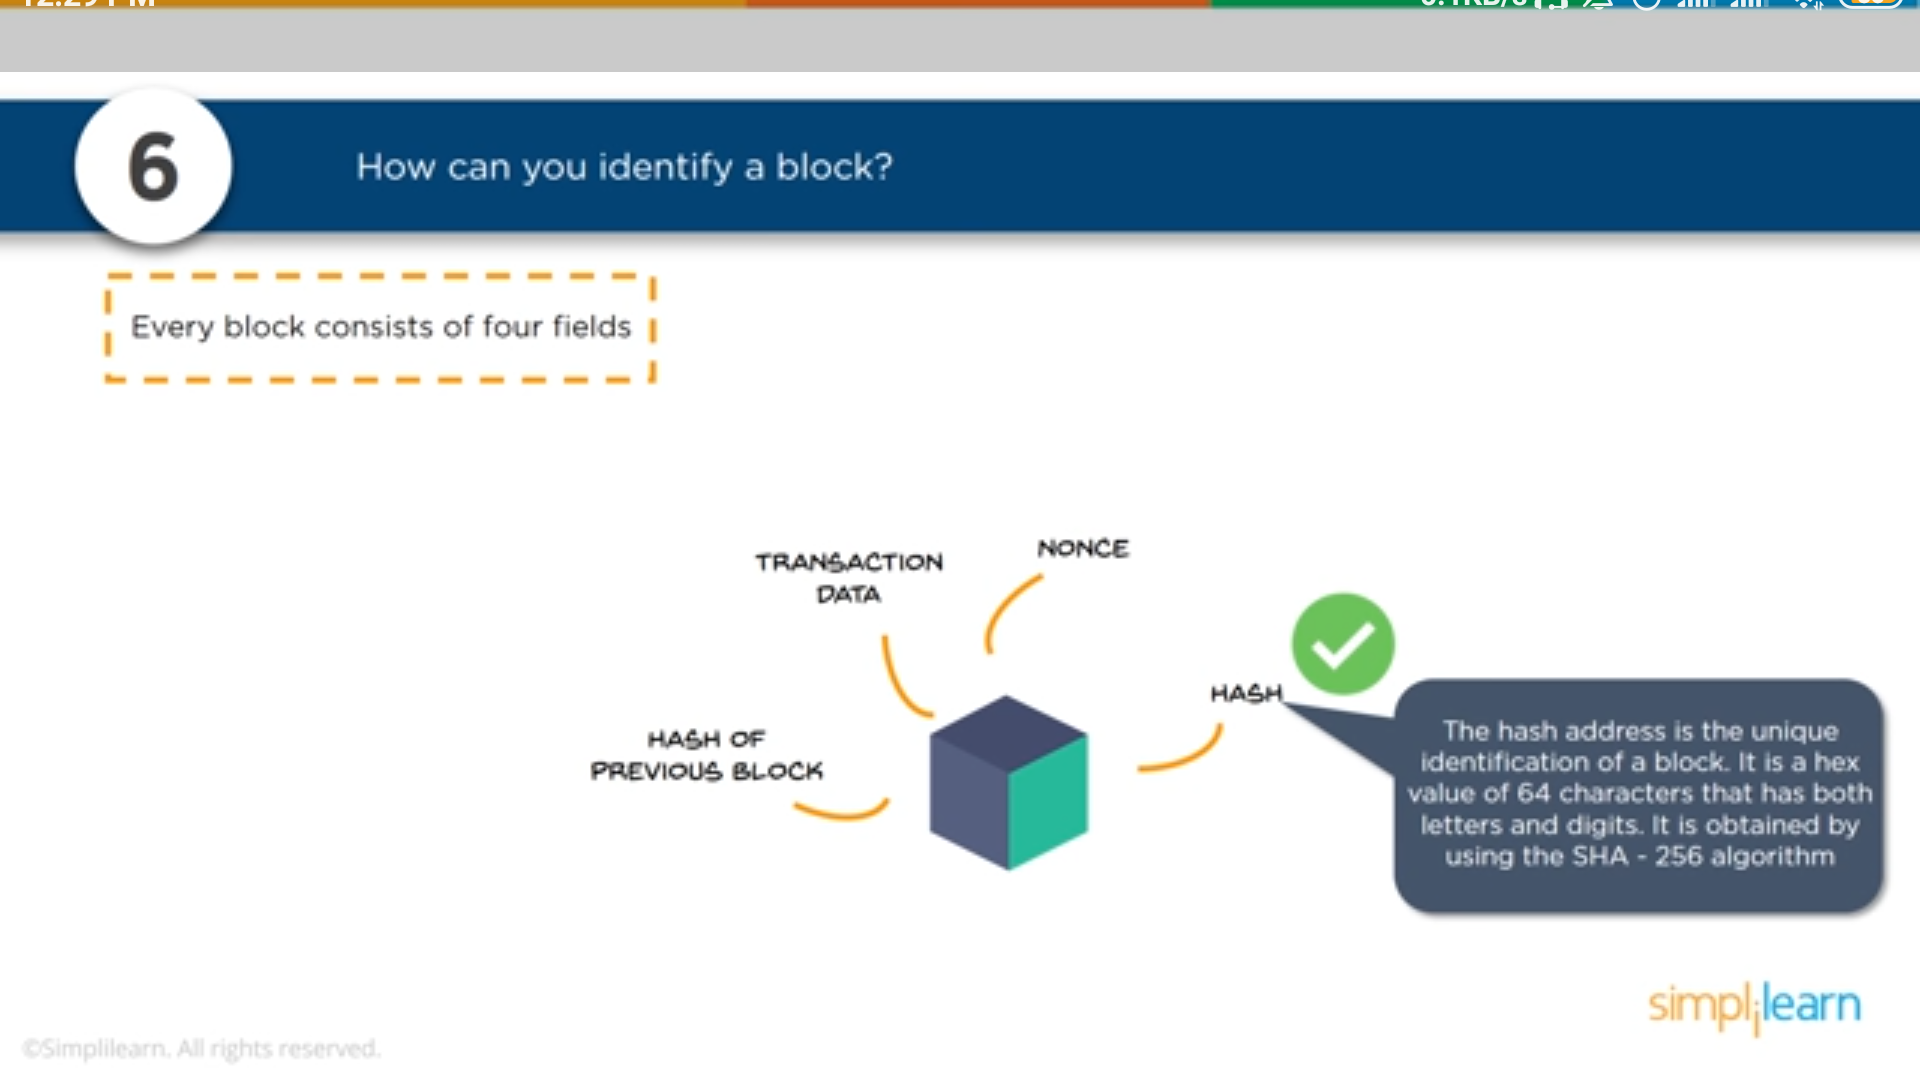 6
How can you identify a block?
Every block consists of four fields
TRANSACTION
DATA
NONCE
HASH
HASH OF
PREVIOUS BLOCK
The hash address is the unique
identification of a block. It is a hex
value of 64 characters that has both
letters and digits. It is obtained by
using the SHA - 256 algorithm
simplilearn
©Simplilearn. All rights reserved.